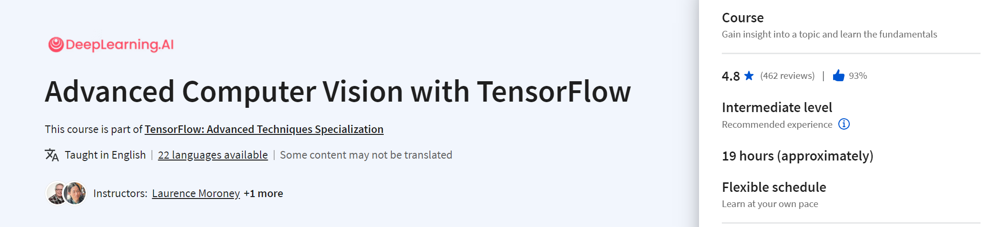 DeepLearning.AI
Advanced Computer Vision with TensorFlow
This course is part of TensorFlow: Advanced Techniques Specialization
Taught in English | 22 languages available | Some content may not be translated
Instructors: Laurence Moroney +1 more
Course
Gain insight into a topic and learn the fundamentals
4.8 ★ (462 reviews) | 93%
Intermediate level
Recommended experience
19 hours (approximately)
Flexible schedule
Learn at your own pace